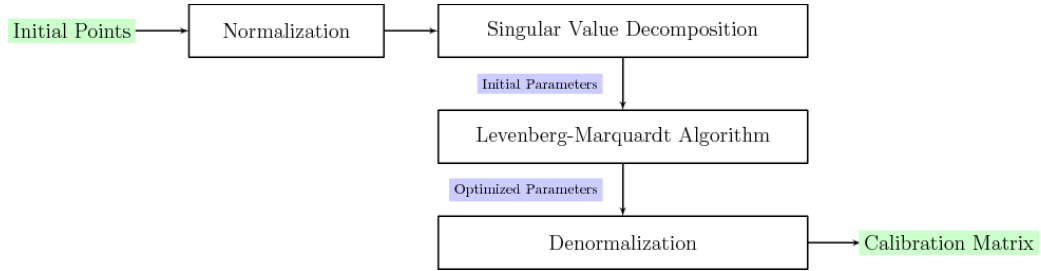 Initial Points
Normalization
Singular Value Decomposition
Initial Parameters
Levenberg-Marquardt Algorithm
Optimized Parameters
Denormalization
Calibration Matrix